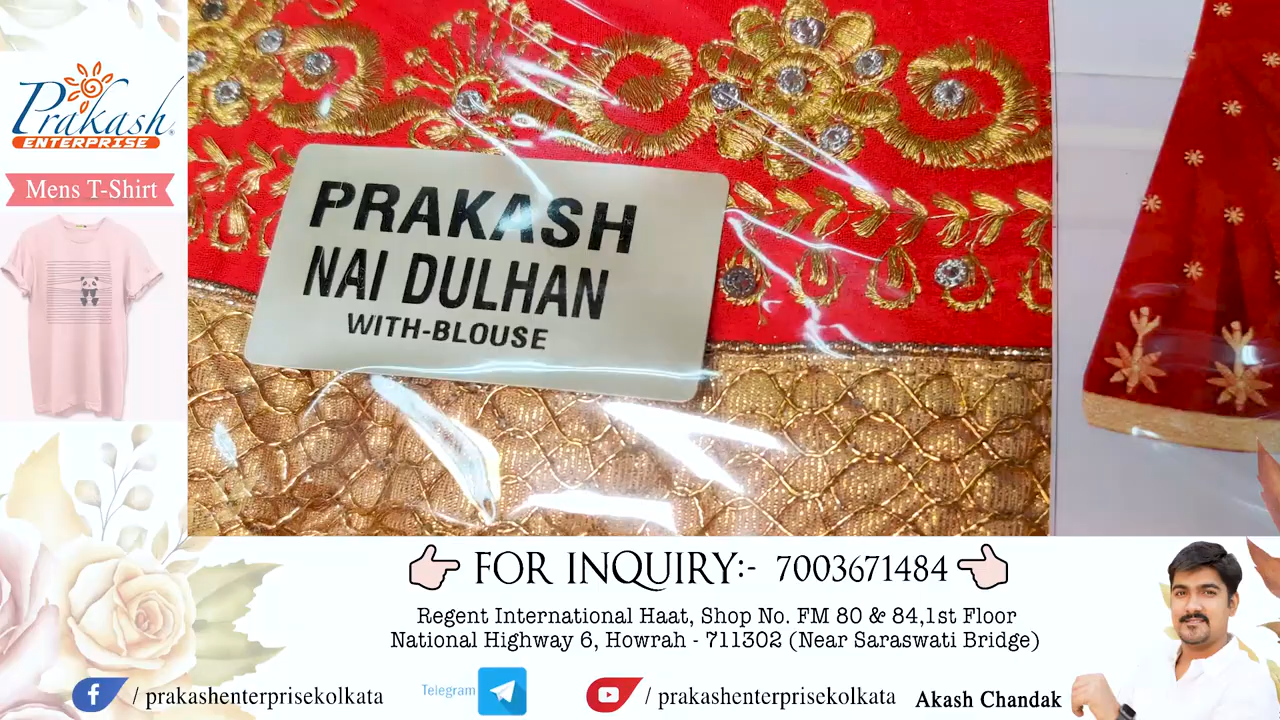 Prakash®
ENTERPRISE
Mens T-Shirt
PRAKASH
NAI DULHAN
WITH-BLOUSE
FOR INQUIRY:- 7003671484
Regent International Haat, Shop No. FM 80 & 84,1st Floor
National Highway 6, Howrah - 711302 (Near Saraswati Bridge)
/ prakashenterprisekolkata
Telegram
/ prakashenterprisekolkata
Akash Chandak